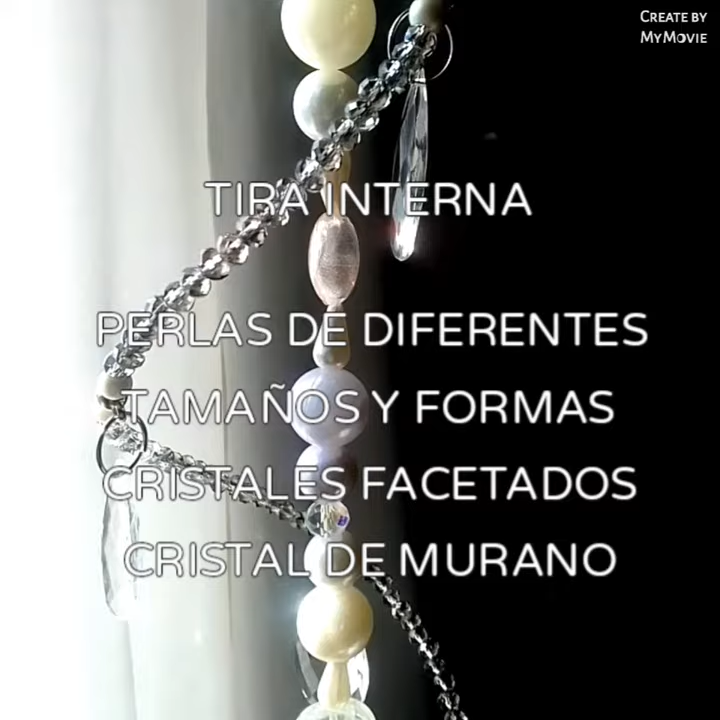 CREATE BY
MYMOVIE
TIRA INTERNA
PERLAS DE DIFERENTES
TAMAÑOS Y FORMAS
CRISTALES FACETADOS
CRISTAL DE MURANO